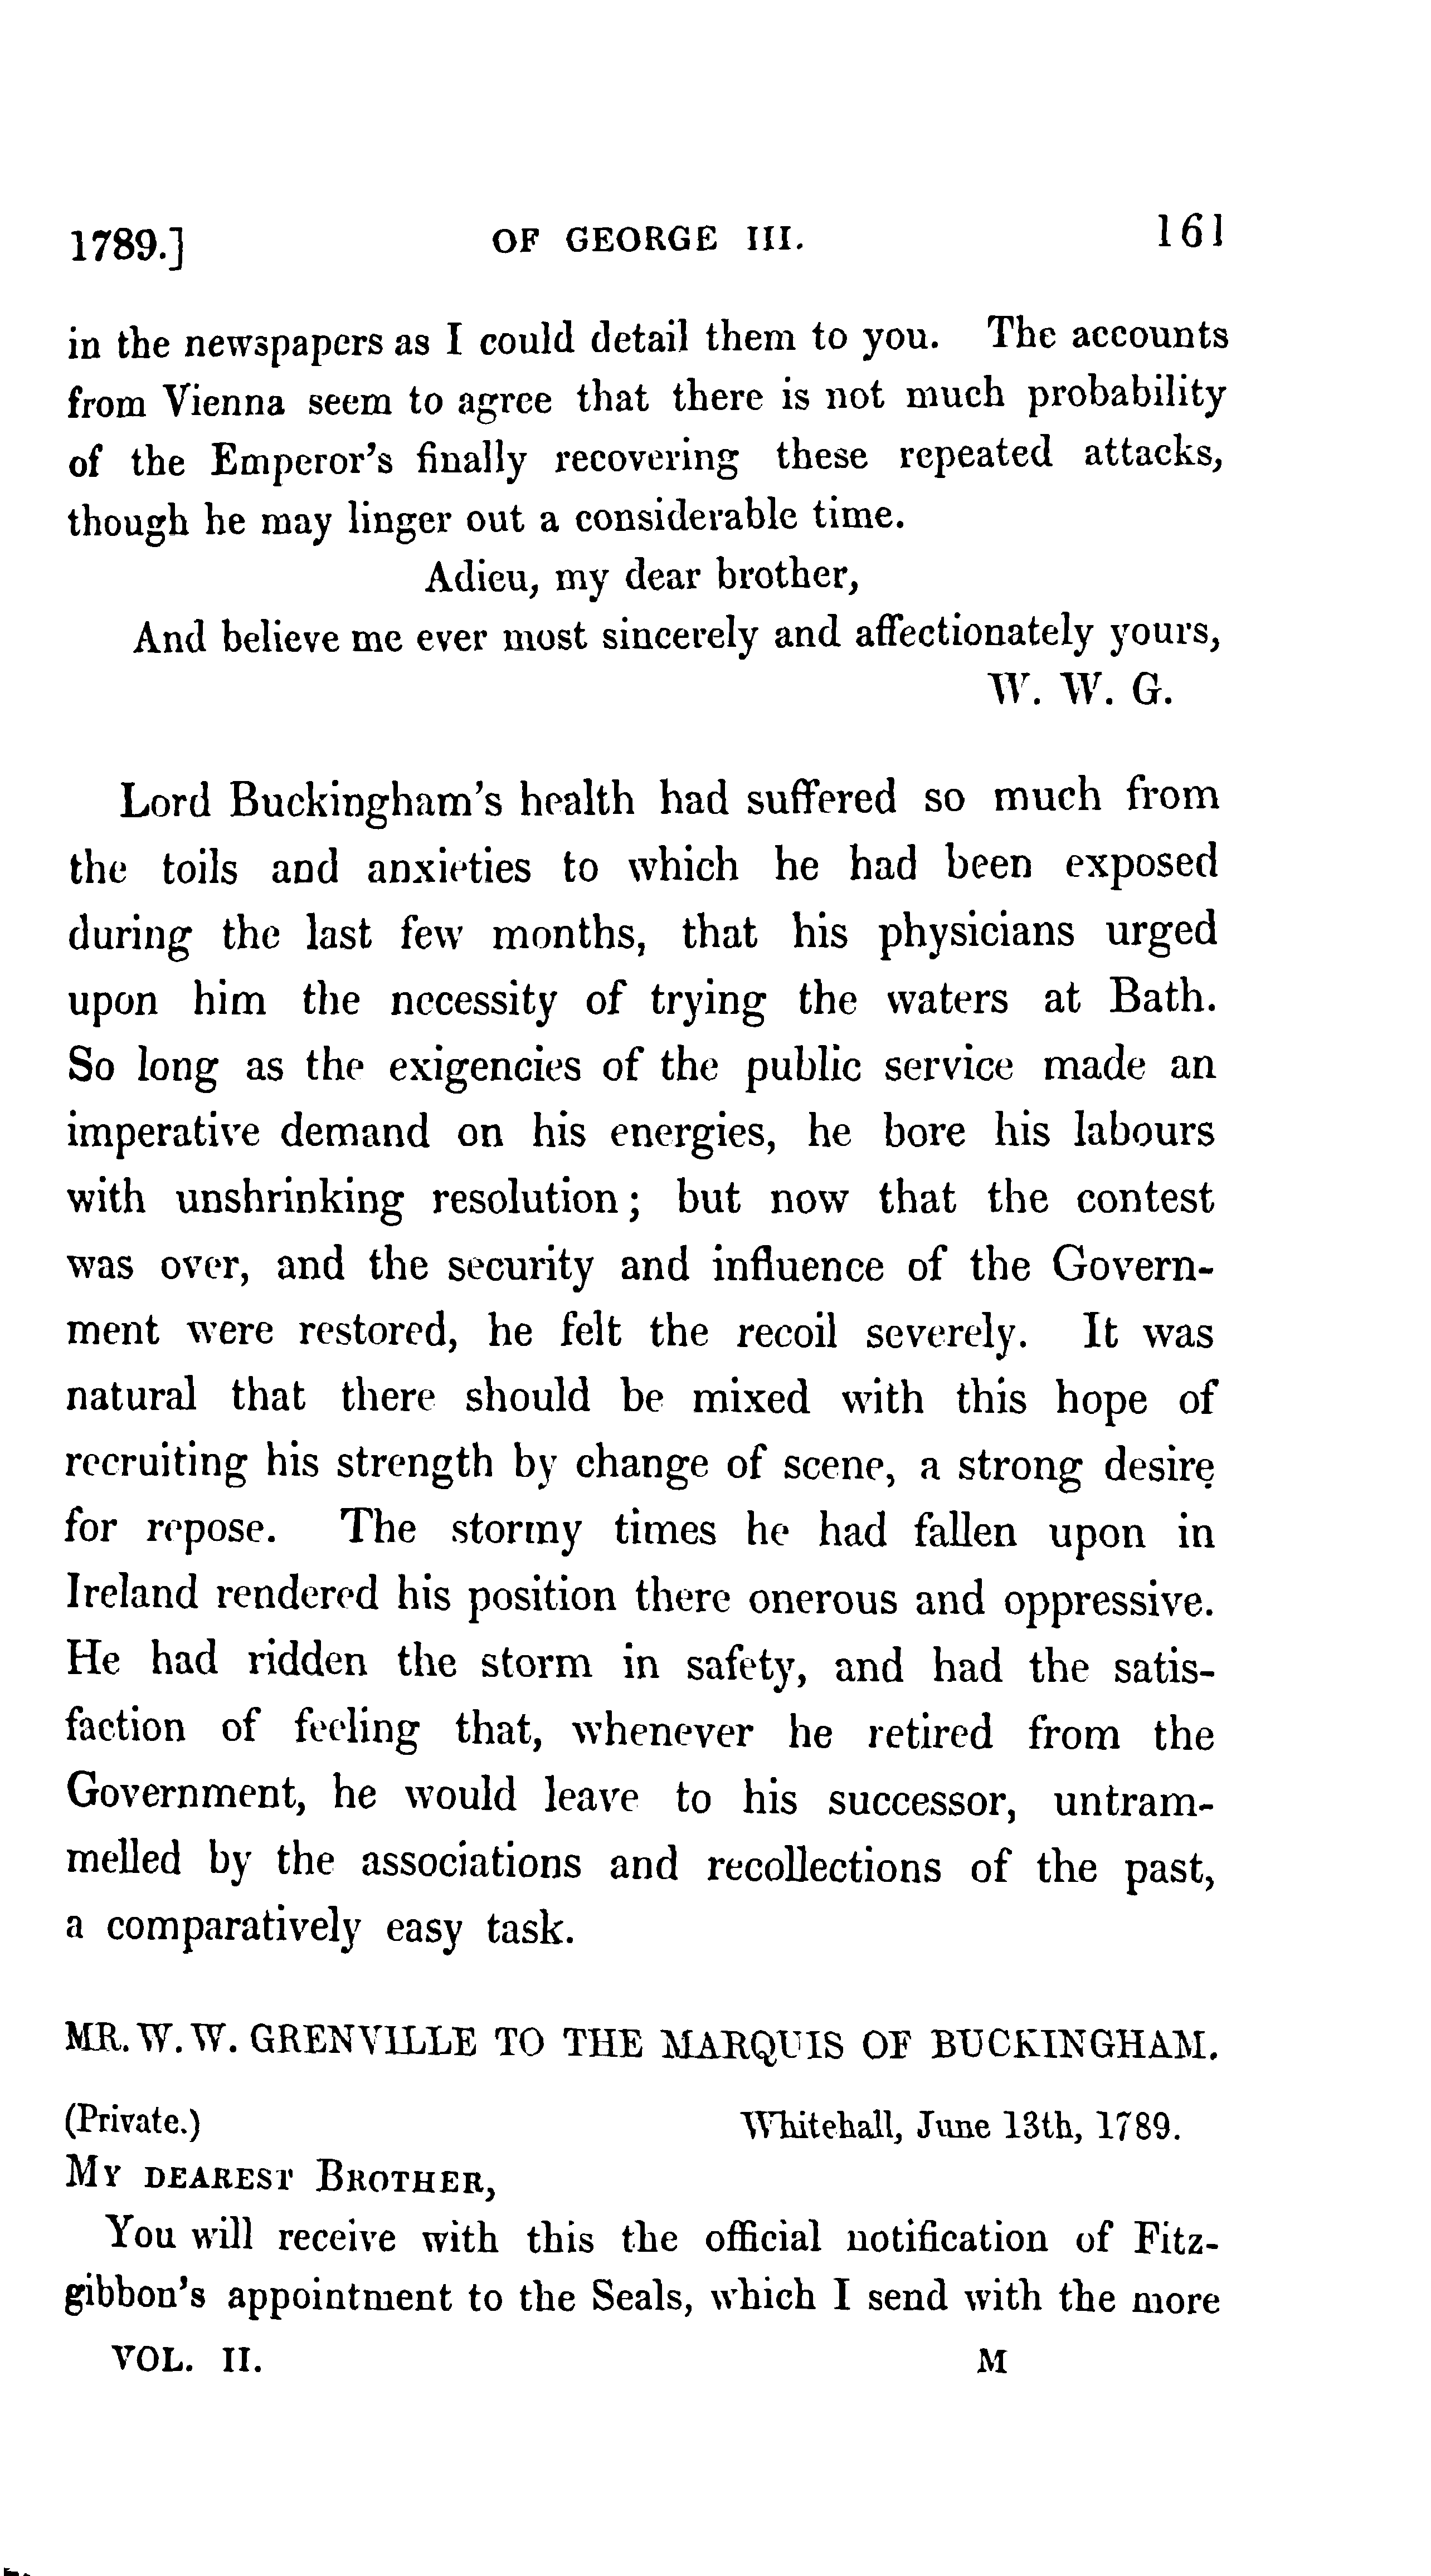 1789.] OF GEORGE III. 161
in the newspapers as I could detail them to you. The accounts
from Vienna seem to agree that there is not much probability
of the Emperor's finally recovering these repeated attacks,
though he may linger out a considerable time.
Adieu, my dear brother,
And believe me ever most sincerely and affectionately yours,
W. W. G.
Lord Buckingham's health had suffered so much from
the toils and anxieties to which he had been exposed
during the last few months, that his physicians urged
upon him the necessity of trying the waters at Bath.
So long as the exigencies of the public service made an
imperative demand on his energies, he bore his labours
with unshrinking resolution; but now that the contest
was over, and the security and influence of the Govern-
ment were restored, he felt the recoil severely. It was
natural that there should be mixed with this hope of
recruiting his strength by change of scene, a strong desire
for repose. The stormy times he had fallen upon in
Ireland rendered his position there onerous and oppressive.
He had ridden the storm in safety, and had the satis-
faction of feeling that, whenever he retired from the
Government, he would leave to his successor, untram-
melled by the associations and recollections of the past,
a comparatively easy task.
MR. W. W. GRENVILLE TO THE MARQUIS OF BUCKINGHAM.
(Private.) Whitehall, June 13th, 1789.
MY DEAREST BROTHER,
You will receive with this the official notification of Fitz-
gibbon's appointment to the Seals, which I send with the more
VOL. II. M